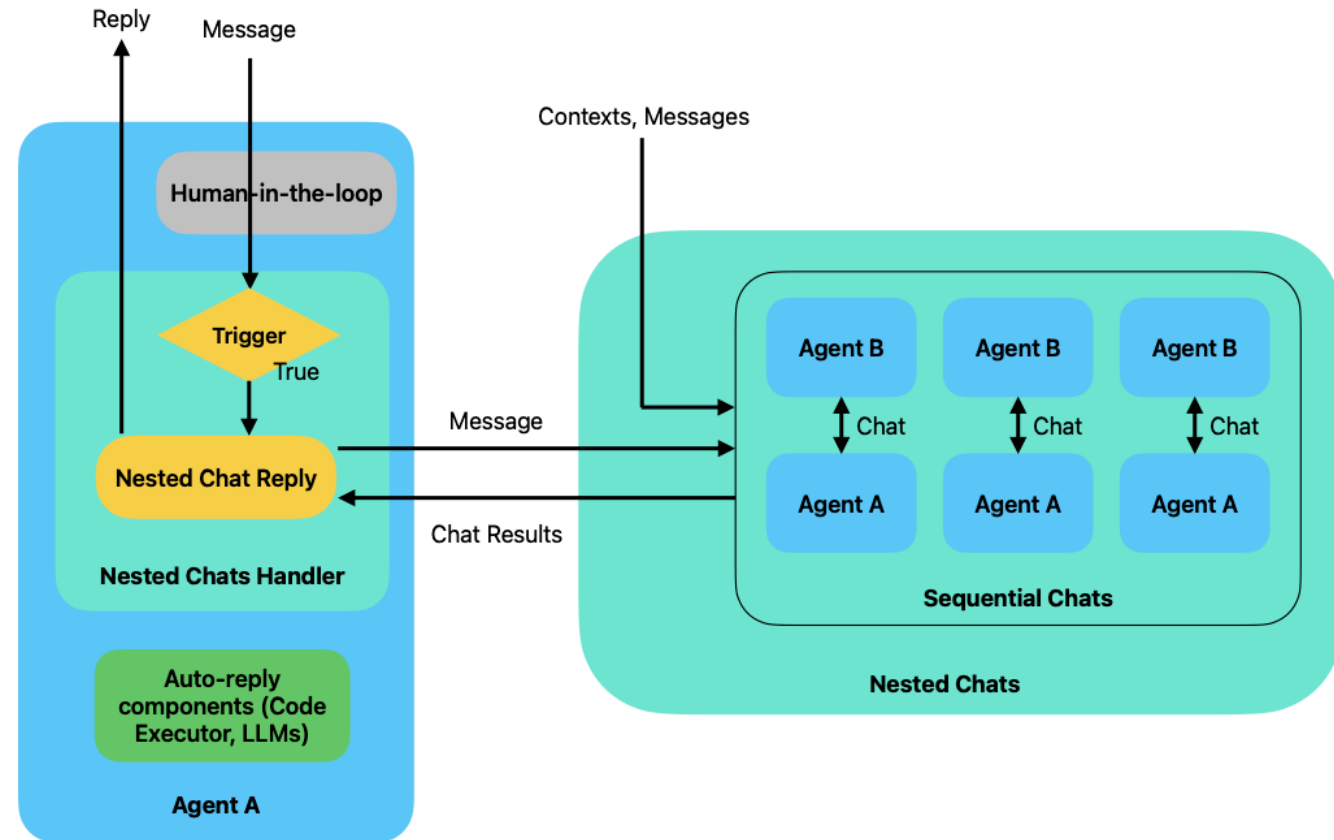 Reply
Message
Contexts, Messages
Human-in-the-loop
Trigger
True
Nested Chat Reply
Nested Chats Handler
Auto-reply
components (Code
Executor, LLMs)
Agent A
Message
Chat Results
Agent B
Agent B
Agent B
Chat
Chat
Chat
Agent A
Agent A
Agent A
Sequential Chats
Nested Chats